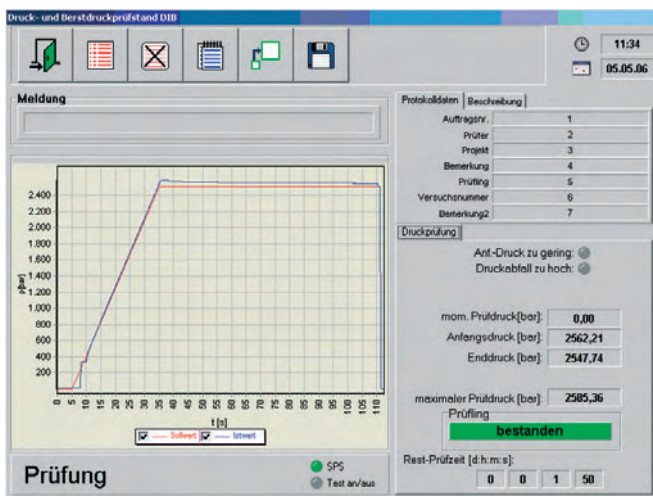 Druck- und Berstdruckprüfstand DIB
11:34
05.05.06
Meldung
Protokolldaten Beschreibung
Auftragsnr. 1
Prüfer 2
Projekt 3
Bemerkung 4
Prüfling 5
Versuchsnummer 6
Bemerkung2 7
Druckprüfung
Anf.-Druck zu gering:
Druckabfall zu hoch:
mom. Prüfdruck[bar]: 0,00
Anfangsdruck [bar]: 2562,21
Enddruck [bar]: 2547,74
maximaler Prüfdruck [bar]: 2585,36
Prüfling
bestanden
Rest-Prüfzeit [d:h:m:s]:
0 0 1 50
p[bar]
2.400
2.200
2.000
1.800
1.600
1.400
1.200
1.000
800
600
400
200
0 5 10 15 20 25 30 35 40 45 50 55 60 65 70 75 80 85 90 95 100 105 110
t [s]
Sollwert Istwert
Prüfung
SPS
Test an/aus